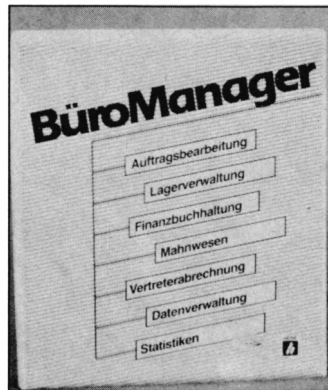 BüroManager
Auftragsbearbeitung
Lagerverwaltung
Finanzbuchhaltung
Mahnwesen
Vertreterabrechnung
Datenverwaltung
Statistiken